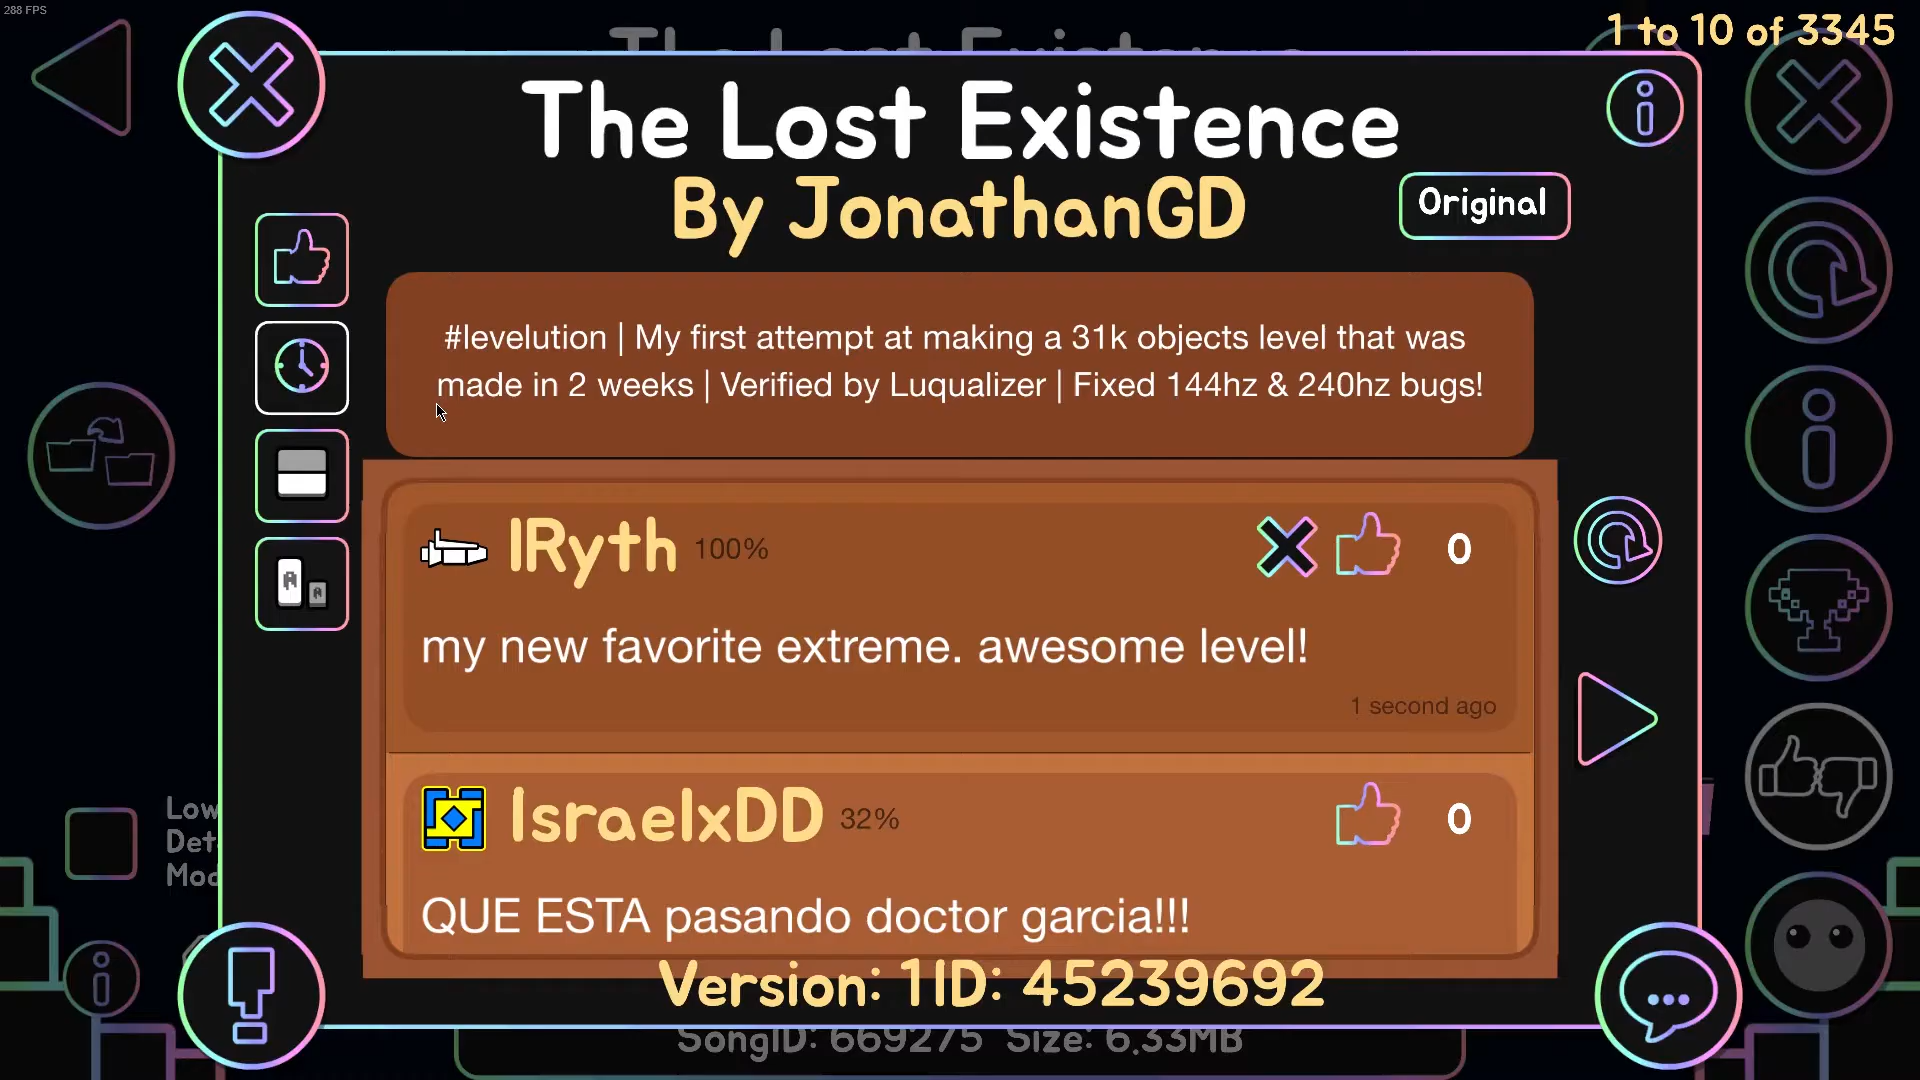 288 FPS
1 to 10 of 3345
The Lost Existence
By JonathanGD
Original
#levelution | My first attempt at making a 31k objects level that was
made in 2 weeks | Verified by Luqualizer | Fixed 144hz & 240hz bugs!
lRyth 100%
0
my new favorite extreme. awesome level!
1 second ago
IsraelxDD 32%
0
QUE ESTA pasando doctor garcia!!!
Low
Det
Mod
Version: 1 ID: 45239692
SongID: 669275 Size: 6.33MB